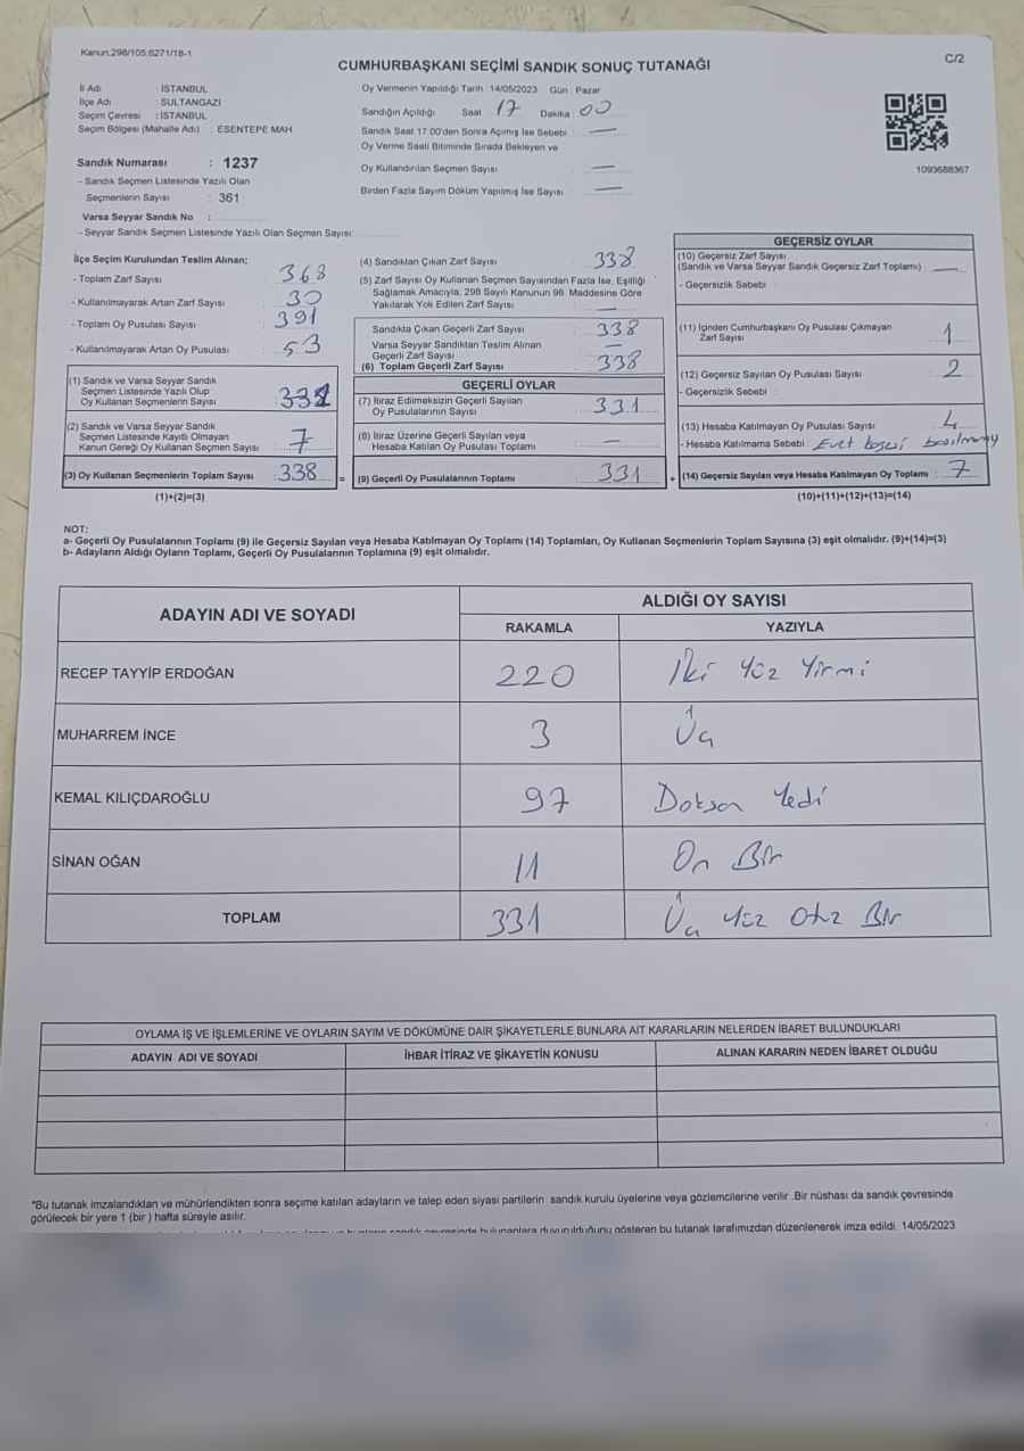 Kanun:298/105,6271/18-1
C/2
CUMHURBAŞKANI SEÇİMİ SANDIK SONUÇ TUTANAĞI
İl Adı : İSTANBUL
İlçe Adı : SULTANGAZİ
Seçim Çevresi : İSTANBUL
Seçim Bölgesi (Mahalle Adı) : ESENTEPE MAH
Sandık Numarası : 1237
- Sandık Seçmen Listesinde Yazılı Olan
Seçmenlerin Sayısı : 361
Varsa Seyyar Sandık No :
- Seyyar Sandık Seçmen Listesinde Yazılı Olan Seçmen Sayısı:
Oy Vermenin Yapıldığı Tarih 14/05/2023 Gün : Pazar
Sandığın Açıldığı Saat 17 Dakika : 00
Sandık Saat 17.00'den Sonra Açılmış İse Sebebi : —
Oy Verme Saati Bitiminde Sırada Bekleyen ve
Oy Kullandırılan Seçmen Sayısı —
Birden Fazla Sayım Döküm Yapılmış İse Sayısı —
1093688367
İlçe Seçim Kurulundan Teslim Alınan;
- Toplam Zarf Sayısı : 368
- Kullanılmayarak Artan Zarf Sayısı : 30
- Toplam Oy Pusulası Sayısı : 391
- Kullanılmayarak Artan Oy Pusulası : 53
(1) Sandık ve Varsa Seyyar Sandık
Seçmen Listesinde Yazılı Olup
Oy Kullanan Seçmenlerin Sayısı : 331
(2) Sandık ve Varsa Seyyar Sandık
Seçmen Listesinde Kayıtlı Olmayan
Kanun Gereği Oy Kullanan Seçmen Sayısı : 7
(3) Oy Kullanan Seçmenlerin Toplam Sayısı : 338
(1)+(2)=(3)
(4) Sandıktan Çıkan Zarf Sayısı 338
(5) Zarf Sayısı Oy Kullanan Seçmen Sayısından Fazla İse, Eşitliği
Sağlamak Amacıyla, 298 Sayılı Kanunun 98. Maddesine Göre
Yakılarak Yok Edilen Zarf Sayısı : —
Sandıkta Çıkan Geçerli Zarf Sayısı : 338
Varsa Seyyar Sandıktan Teslim Alınan
Geçerli Zarf Sayısı : —
(6) Toplam Geçerli Zarf Sayısı : 338
GEÇERLİ OYLAR
(7) İtiraz Edilmeksizin Geçerli Sayılan
Oy Pusulalarının Sayısı : 331
(8) İtiraz Üzerine Geçerli Sayılan veya
Hesaba Katılan Oy Pusulası Toplamı : —
= (9) Geçerli Oy Pusulalarının Toplamı : 331
GEÇERSİZ OYLAR
(10) Geçersiz Zarf Sayısı
(Sandık ve Varsa Seyyar Sandık Geçersiz Zarf Toplamı) : —
- Geçersizlik Sebebi :
(11) İçinden Cumhurbaşkanı Oy Pusulası Çıkmayan
Zarf Sayısı : 1
(12) Geçersiz Sayılan Oy Pusulası Sayısı : 2
- Geçersizlik Sebebi :
(13) Hesaba Katılmayan Oy Pusulası Sayısı : 4
- Hesaba Katılmama Sebebi : Evet
+ (14) Geçersiz Sayılan veya Hesaba Katılmayan Oy Toplamı : 7
(10)+(11)+(12)+(13)=(14)
NOT:
a- Geçerli Oy Pusulalarının Toplamı (9) ile Geçersiz Sayılan veya Hesaba Katılmayan Oy Toplamı (14) Toplamları, Oy Kullanan Seçmenlerin Toplam Sayısına (3) eşit olmalıdır. (9)+(14)=(3)
b- Adayların Aldığı Oyların Toplamı, Geçerli Oy Pusulalarının Toplamına (9) eşit olmalıdır.
ADAYIN ADI VE SOYADI
ALDIĞI OY SAYISI
RAKAMLA YAZIYLA
RECEP TAYYİP ERDOĞAN 220 İki Yüz Yirmi
MUHARREM İNCE 3 Üç
KEMAL KILIÇDAROĞLU 97 Doksan Yedi
SİNAN OĞAN 11 On Bir
TOPLAM 331 Üç Yüz Otuz Bir
OYLAMA İŞ VE İŞLEMLERİNE VE OYLARIN SAYIM VE DÖKÜMÜNE DAİR ŞİKAYETLERLE BUNLARA AİT KARARLARIN NELERDEN İBARET BULUNDUKLARI
ADAYIN ADI VE SOYADI İHBAR İTİRAZ VE ŞİKAYETİN KONUSU ALINAN KARARIN NEDEN İBARET OLDUĞU
*Bu tutanak imzalandıktan ve mühürlendikten sonra seçime katılan adayların ve talep eden siyasi partilerin sandık kurulu üyelerine veya gözlemcilerine verilir .Bir nüshası da sandık çevresinde
görülecek bir yere 1 (bir ) hafta süreyle asılır.
bulunanlara duyurulduğunu gösteren bu tutanak tarafımızdan düzenlenerek imza edildi. 14/05/2023